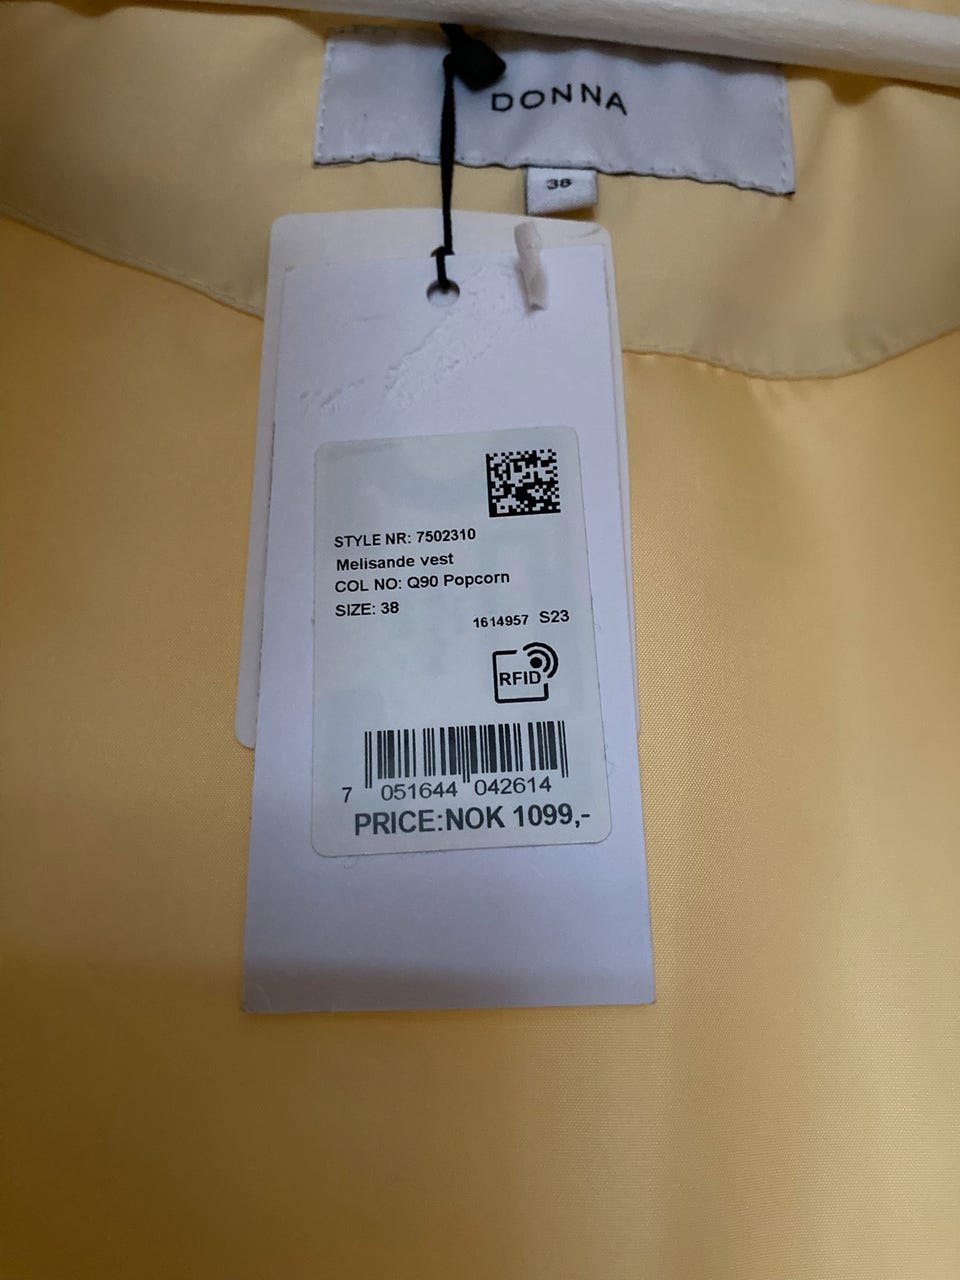 DONNA
38
STYLE NR: 7502310
Melisande vest
COL NO: Q90 Popcorn
SIZE: 38
1614957 S23
RFID
7 051644 042614
PRICE:NOK 1099,-